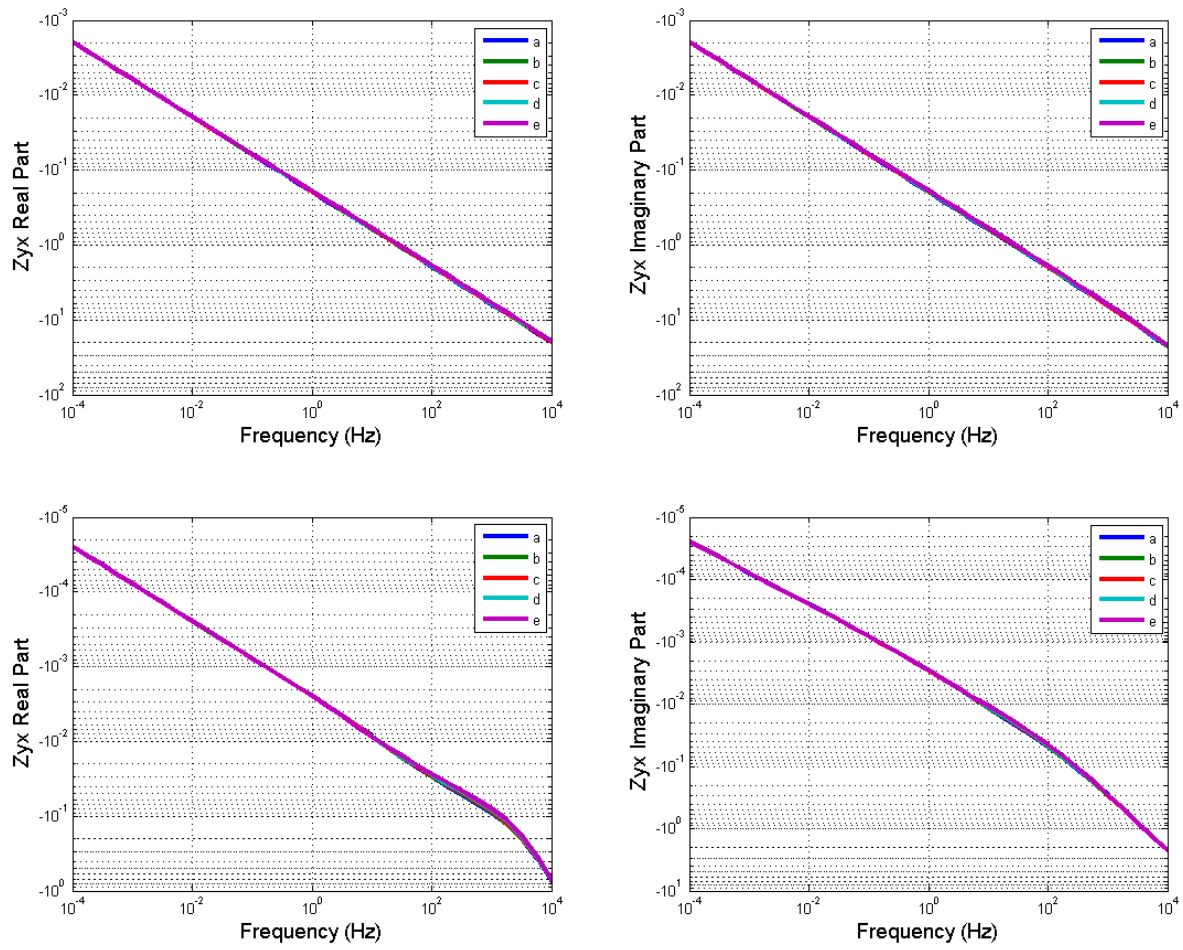 Zyx Real Part
-10^-3
-10^-2
-10^-1
-10^0
-10^1
-10^2
10^-4
10^-2
10^0
10^2
10^4
Frequency (Hz)
a
b
c
d
e
Zyx Imaginary Part
-10^-3
-10^-2
-10^-1
-10^0
-10^1
-10^2
10^-4
10^-2
10^0
10^2
10^4
Frequency (Hz)
a
b
c
d
e
Zyx Real Part
-10^-5
-10^-4
-10^-3
-10^-2
-10^-1
-10^0
10^-4
10^-2
10^0
10^2
10^4
Frequency (Hz)
a
b
c
d
e
Zyx Imaginary Part
-10^-5
-10^-4
-10^-3
-10^-2
-10^-1
-10^0
-10^1
10^-4
10^-2
10^0
10^2
10^4
Frequency (Hz)
a
b
c
d
e